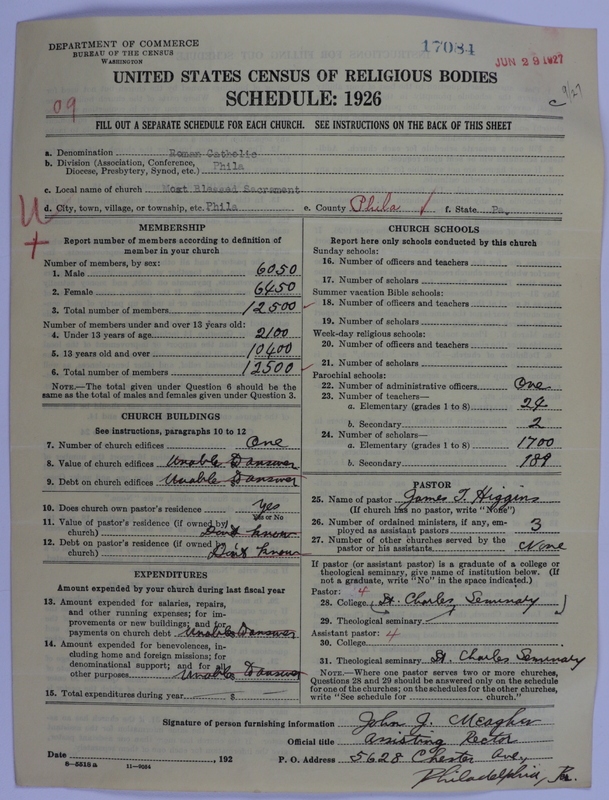 DEPARTMENT OF COMMERCE
BUREAU OF THE CENSUS
WASHINGTON
17084
JUN 29 1927
9/27
c
UNITED STATES CENSUS OF RELIGIOUS BODIES
SCHEDULE: 1926
09
FILL OUT A SEPARATE SCHEDULE FOR EACH CHURCH. SEE INSTRUCTIONS ON THE BACK OF THIS SHEET
a. Denomination Roman Catholic
b. Division (Association, Conference, Diocese, Presbytery, Synod, etc.) Phila
c. Local name of church Most Blessed Sacrament
d. City, town, village, or township, etc. Phila e. County Phila f. State Pa.
MEMBERSHIP
Report number of members according to definition of
member in your church
Number of members, by sex:
1. Male 6050
2. Female 6450
3. Total number of members 12500
Number of members under and over 13 years old:
4. Under 13 years of age 2100
5. 13 years old and over 10400
6. Total number of members 12500
NOTE.—The total given under Question 6 should be
same as the total of males and females given under Question 3.
CHURCH BUILDINGS
See instructions, paragraphs 10 to 12
7. Number of church edifices One
8. Value of church edifices Unable to answer
9. Debt on church edifices Unable to answer
10. Does church own pastor's residence Yes
Yes or No
11. Value of pastor's residence (if owned by
church) Don't know
12. Debt on pastor's residence (if owned by
church) Don't know
EXPENDITURES
Amount expended by your church during last fiscal year
13. Amount expended for salaries, repairs,
and other running expenses; for im-
provements or new buildings; and for
payments on church debt Unable to answer
14. Amount expended for benevolences, in-
cluding home and foreign missions; for
denominational support; and for all
other purposes Unable to answer
15. Total expenditures during year $
CHURCH SCHOOLS
Report here only schools conducted by this church
Sunday schools:
16. Number of officers and teachers
17. Number of scholars
Summer vacation Bible schools:
18. Number of officers and teachers
19. Number of scholars
Week-day religious schools:
20. Number of officers and teachers
21. Number of scholars
Parochial schools:
22. Number of administrative officers One
23. Number of teachers—
a. Elementary (grades 1 to 8) 24
b. Secondary 2
24. Number of scholars—
a. Elementary (grades 1 to 8) 1700
b. Secondary 189
PASTOR
25. Name of pastor James T. Higgins
(If church has no pastor, write "None")
26. Number of ordained ministers, if any, em-
ployed as assistant pastors 3
27. Number of other churches served by the
pastor or his assistants None
If pastor (or assistant pastor) is a graduate of a college or
theological seminary, give name of institution below. (If
not a graduate, write "No" in the space indicated.)
Pastor: 4
28. College St. Charles Seminary
29. Theological seminary
Assistant pastor: 4
30. College
31. Theological seminary St. Charles Seminary
NOTE.—Where one pastor serves two or more churches,
Questions 28 and 29 should be answered only on the schedule
for one of the churches; on the schedules for the other churches,
write "See schedule for church."
Signature of person furnishing information John J. Meagher
Official title Assisting Rector
Date , 192 P. O. Address 5628 Chester Ave,
8-5515a 11-9564 Philadelphia, Pa.